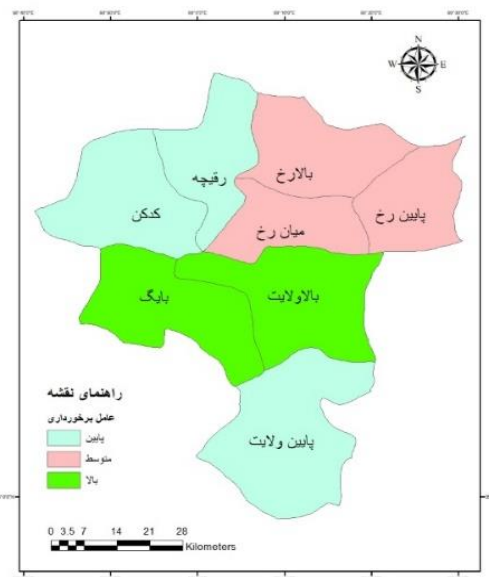 N
W E
S
رقیچه
بالارخ
کدکن
پایین رخ
میان رخ
بایگ
بالاولایت
پایین ولایت
راهنمای نقشه
عامل برخورداری
پایین
متوسط
بالا
0 3.5 7 14 21 28
Kilometers